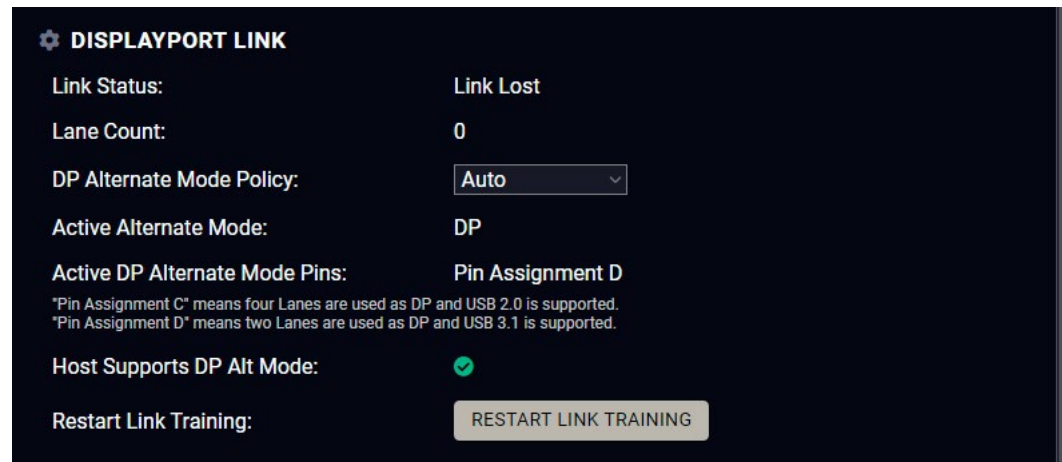 DISPLAYPORT LINK
Link Status: Link Lost
Lane Count: 0
DP Alternate Mode Policy: Auto
Active Alternate Mode: DP
Active DP Alternate Mode Pins: Pin Assignment D
"Pin Assignment C" means four Lanes are used as DP and USB 2.0 is supported.
"Pin Assignment D" means two Lanes are used as DP and USB 3.1 is supported.
Host Supports DP Alt Mode:
Restart Link Training: RESTART LINK TRAINING